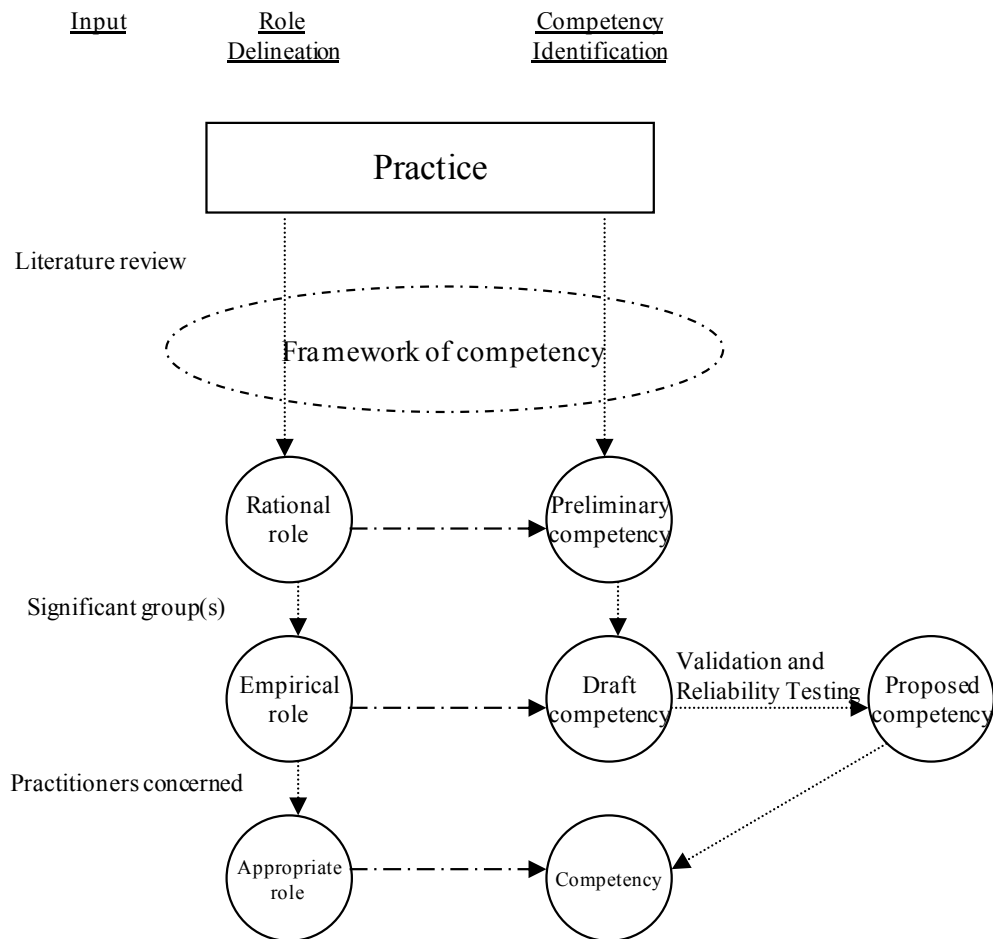 Input
Role
Delineation
Competency
Identification
Practice
Literature review
Framework of competency
Rational
role
Preliminary
competency
Significant group(s)
Empirical
role
Draft
competency
Validation and
Reliability Testing
Proposed
competency
Practitioners concerned
Appropriate
role
Competency